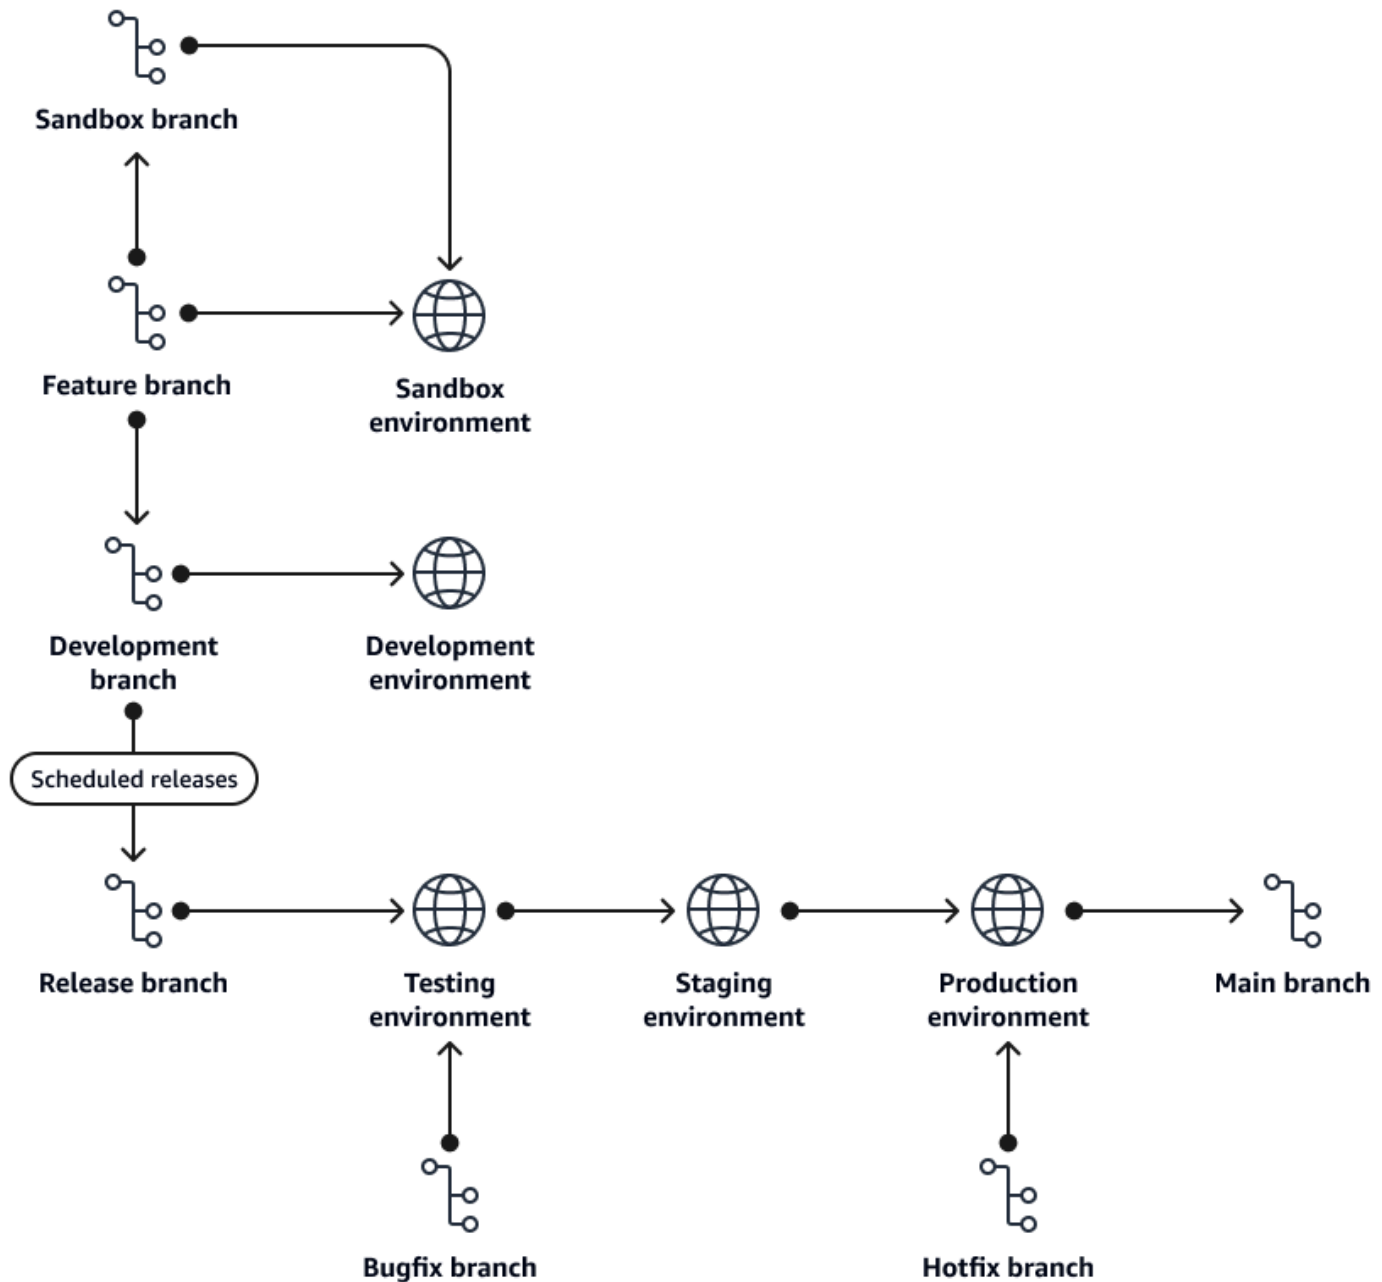 Sandbox branch
Feature branch
Sandbox
environment
Development
branch
Development
environment
Scheduled releases
Release branch
Testing
environment
Staging
environment
Production
environment
Main branch
Bugfix branch
Hotfix branch